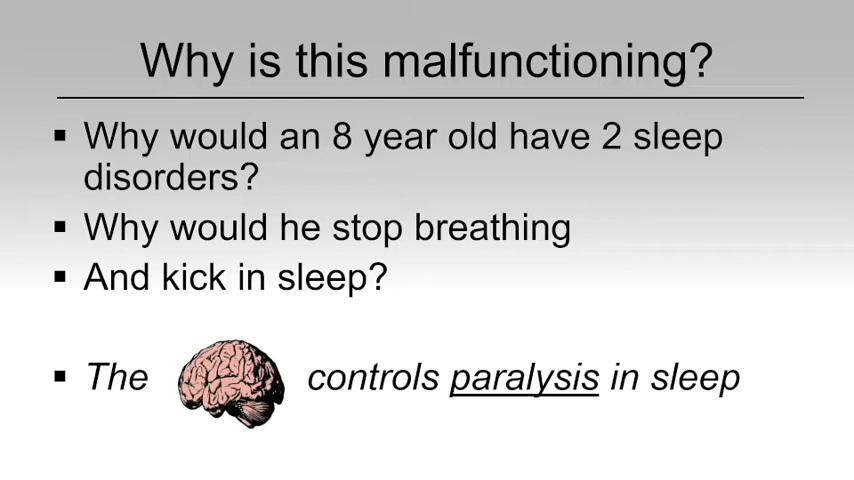 Why is this malfunctioning?
▪ Why would an 8 year old have 2 sleep
disorders?
▪ Why would he stop breathing
▪ And kick in sleep?
▪ The controls paralysis in sleep